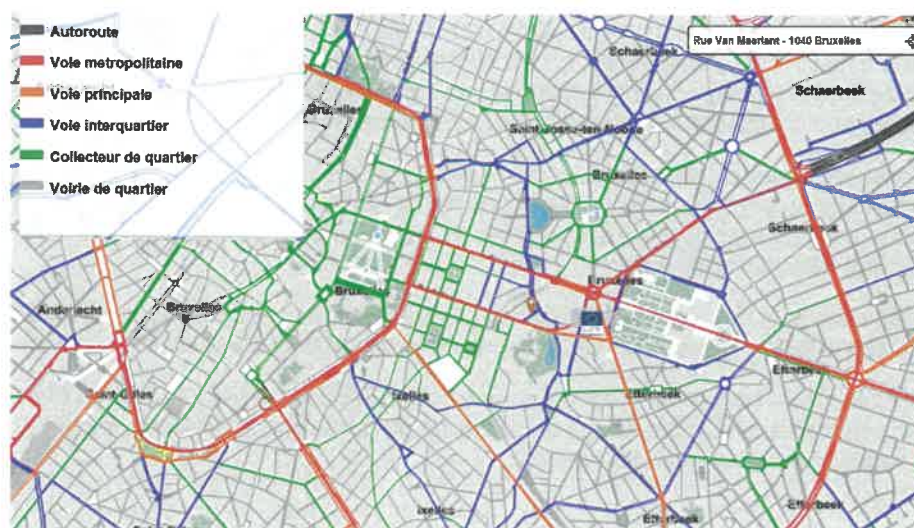 Autoroute
Voie metropolitaine
Voie principale
Voie interquartier
Collecteur de quartier
Voirie de quartier
Rue Van Maerlant - 1040 Bruxelles
Schaerbeek
Schaerbeek
Bruxelles
Saint-Josse-ten-Noode
Bruxelles
Schaerbeek
Bruxelles
Bruxelles
Anderlecht
Bruxelles
Saint-Gilles
Ixelles
Etterbeek
Etterbeek
Ixelles
Etterbeek
Etterbeek